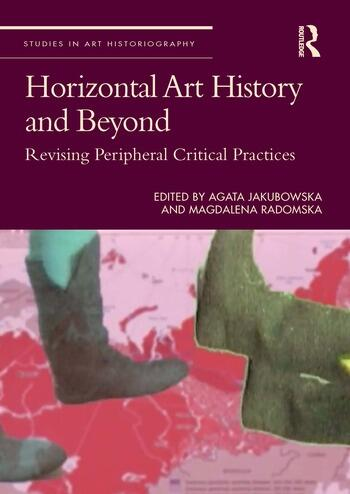 STUDIES IN ART HISTORIOGRAPHY
ROUTLEDGE
Horizontal Art History
and Beyond
Revising Peripheral Critical Practices
EDITED BY AGATA JAKUBOWSKA
AND MAGDALENA RADOMSKA